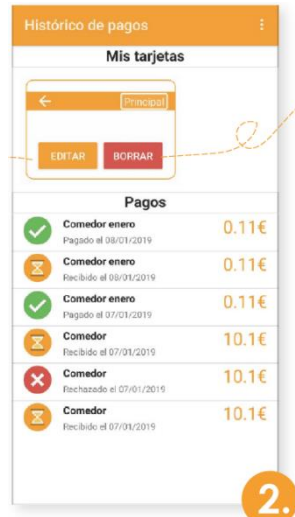 Histórico de pagos
Mis tarjetas
Principal
EDITAR BORRAR
Pagos
Comedor enero 0.11€
Pagado el 08/01/2019
Comedor enero 0.11€
Recibido el 08/01/2019
Comedor enero 0.11€
Pagado el 07/01/2019
Comedor 10.1€
Recibido el 07/01/2019
Comedor 10.1€
Rechazado el 07/01/2019
Comedor 10.1€
Recibido el 07/01/2019
2.